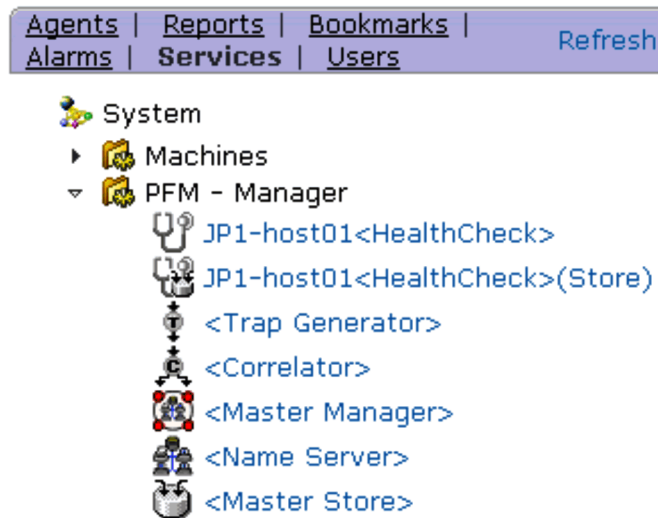 Agents | Reports | Bookmarks |
Alarms | Services | Users
Refresh
System
Machines
PFM - Manager
JP1-host01<HealthCheck>
JP1-host01<HealthCheck>(Store)
T
<Trap Generator>
C
<Correlator>
<Master Manager>
<Name Server>
<Master Store>